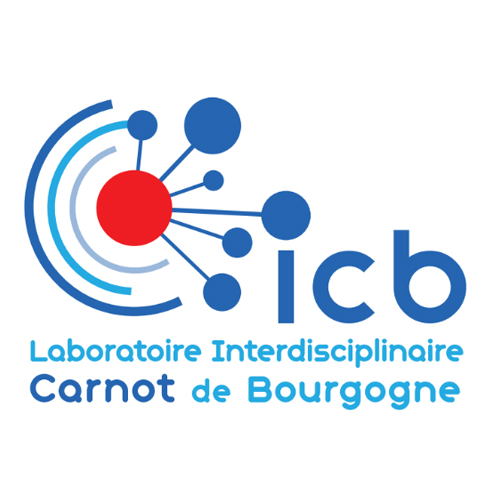 icb
Laboratoire Interdisciplinaire
Carnot de Bourgogne